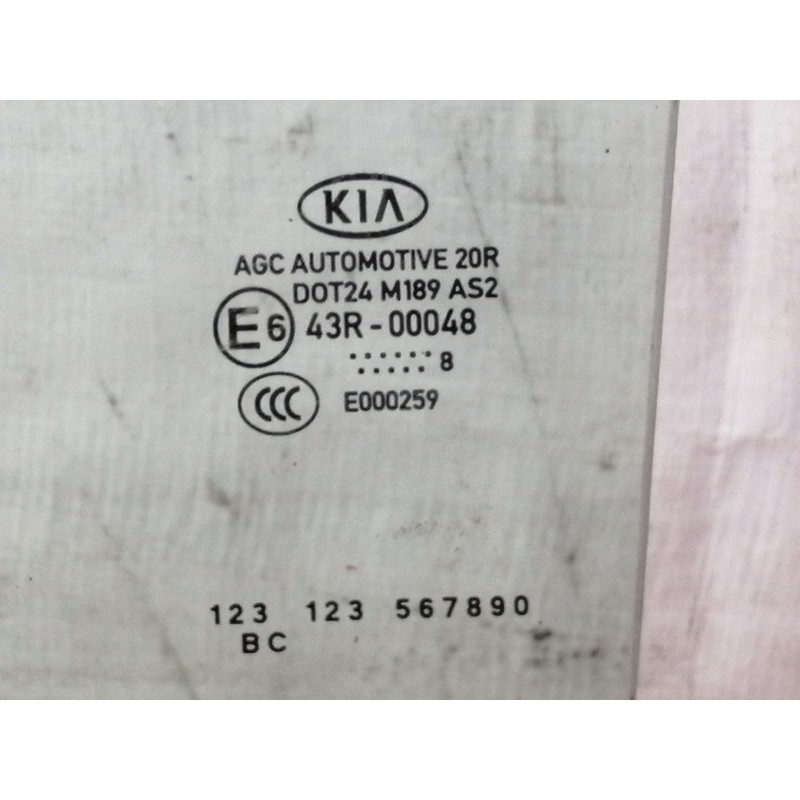 KIA
AGC AUTOMOTIVE 20R
DOT24 M189 AS2
E6 43R-00048
8
CCC E000259
123 123 567890
BC